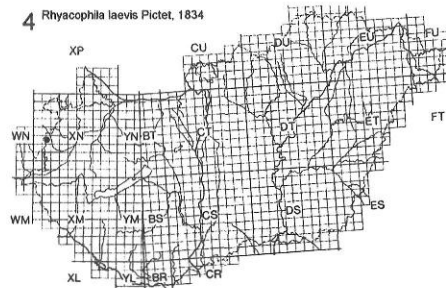 4 Rhyacophila laevis Pictet, 1834
XP CU DU EU FU
WN XN YN BT CT DT ET FT
WM XM YM BS CS DS ES
XL YL BR CR